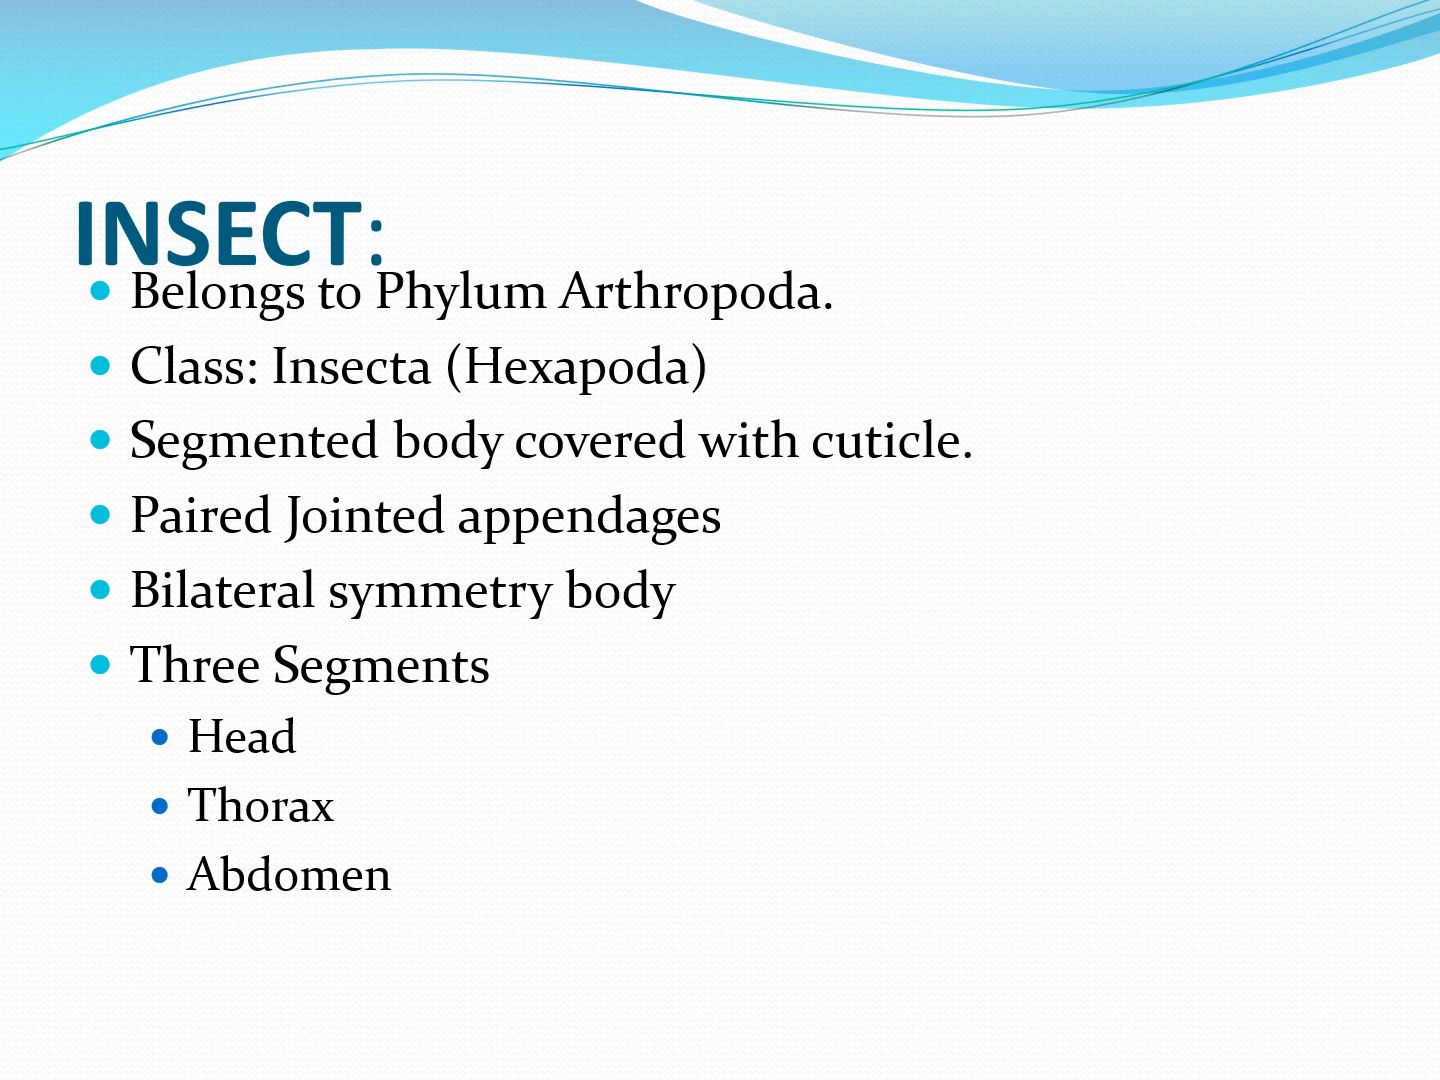 INSECT:
• Belongs to Phylum Arthropoda.
• Class: Insecta (Hexapoda)
• Segmented body covered with cuticle.
• Paired Jointed appendages
• Bilateral symmetry body
• Three Segments
• Head
• Thorax
• Abdomen